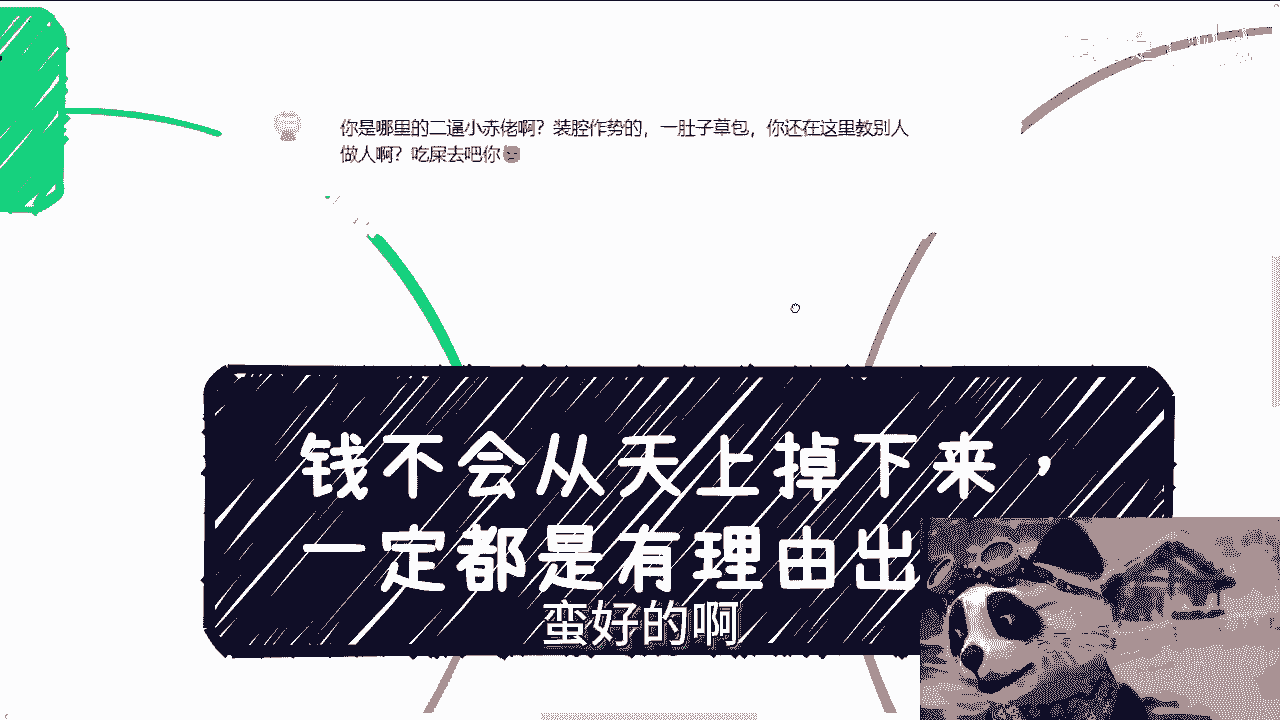 你是哪里的二逼小赤佬啊？装腔作势的，一肚子草包，你还在这里教别人
做人啊？吃屎去吧你
钱不会从天上掉下来，
一定都是有理由出
蛮好的啊